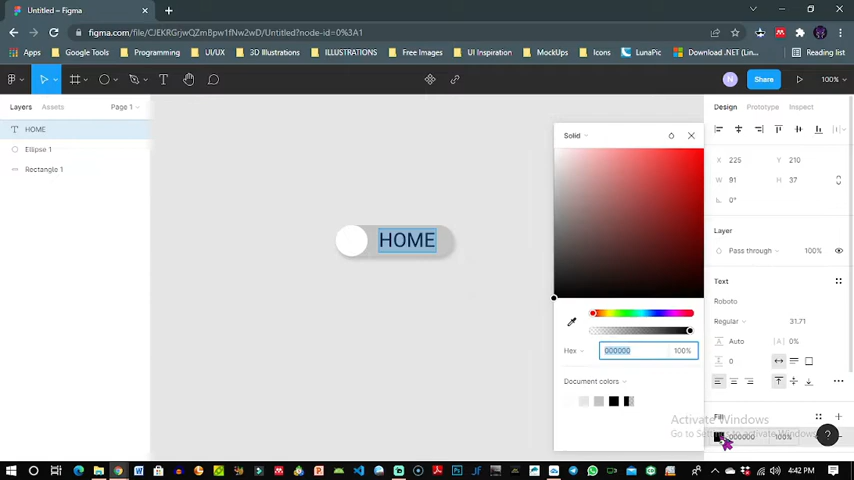 Untitled – Figma
figma.com/file/CJEKRGrjwQZmBpw1fNw2wD/Untitled?node-id=0%3A1
Apps Google Tools Programming UI/UX 3D Illustrations ILLUSTRATIONS Free Images UI Inspiration MockUps Icons LunaPic Download .NET (Lin... Reading list
N Share 100%
Layers Assets Page 1
Design Prototype Inspect
HOME
Ellipse 1
Rectangle 1
HOME
Solid
Hex 000000 100%
Document colors
X 225 Y 210
W 91 H 37
0°
Layer
Pass through 100%
Text
Roboto
Regular 31.71
Auto 0%
0
Fill
000000 100%
Activate Windows
Go to Settings to activate Windows.
?
4:42 PM